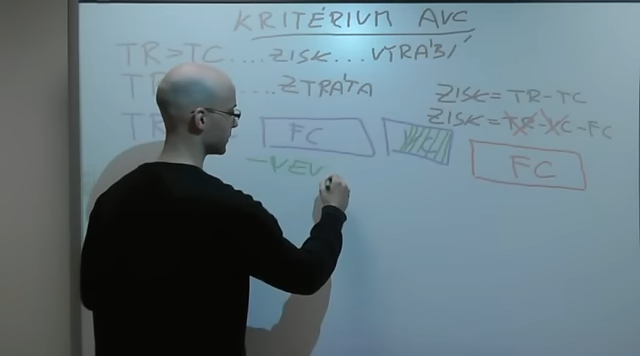 KRITÉRIUM AVC
TR>TC....ZISK...VYRÁBÍ
T ....ZTRÁTA
ZISK=TR-TC
ZISK=TR-VC-FC
TR
FC
FC
-VEV